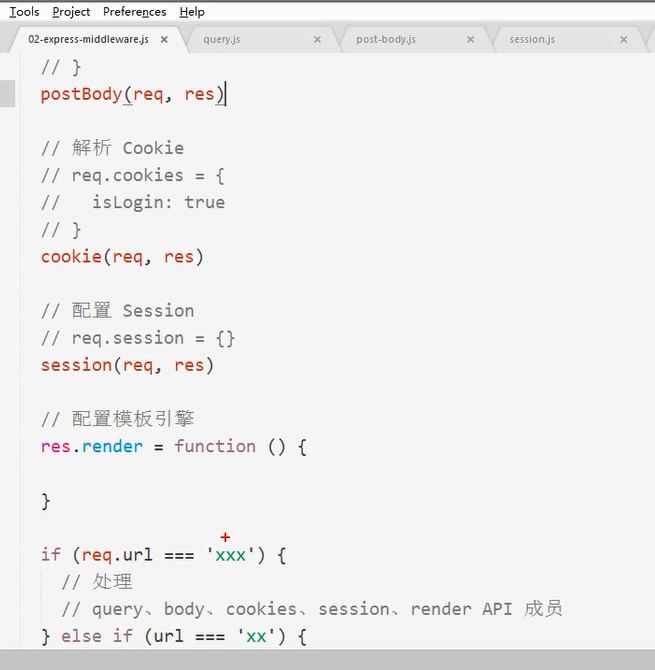 Tools Project Preferences Help
02-express-middleware.js × query.js × post-body.js × session.js ×
// }
postBody(req, res)
// 解析 Cookie
// req.cookies = {
//   isLogin: true
// }
cookie(req, res)
// 配置 Session
// req.session = {}
session(req, res)
// 配置模板引擎
res.render = function () {
}
if (req.url === 'xxx') {
  // 处理
  // query、body、cookies、session、render API 成员
} else if (url === 'xx') {